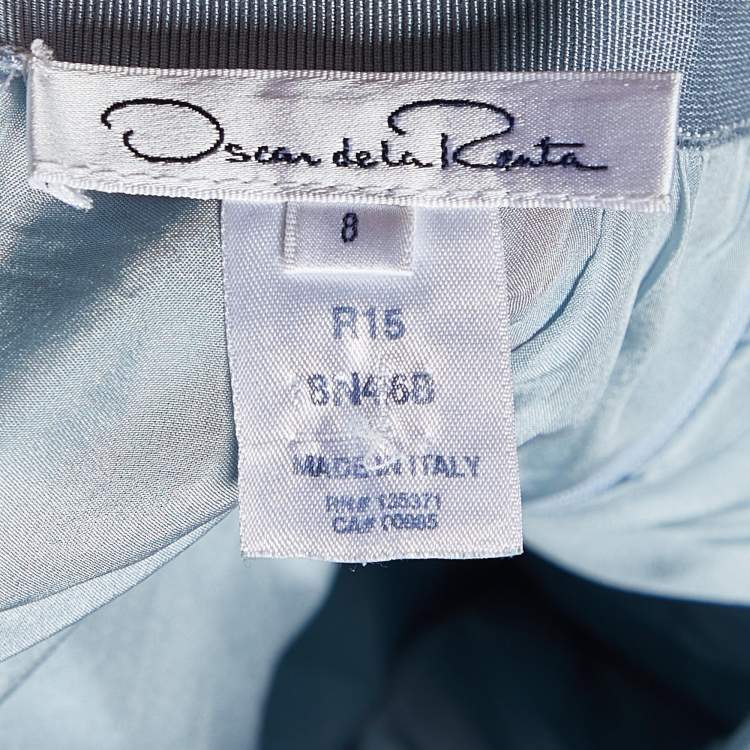 Oscar de la Renta
8
R15
8N46B
MADE IN ITALY
RN# 135371
CA# 00985